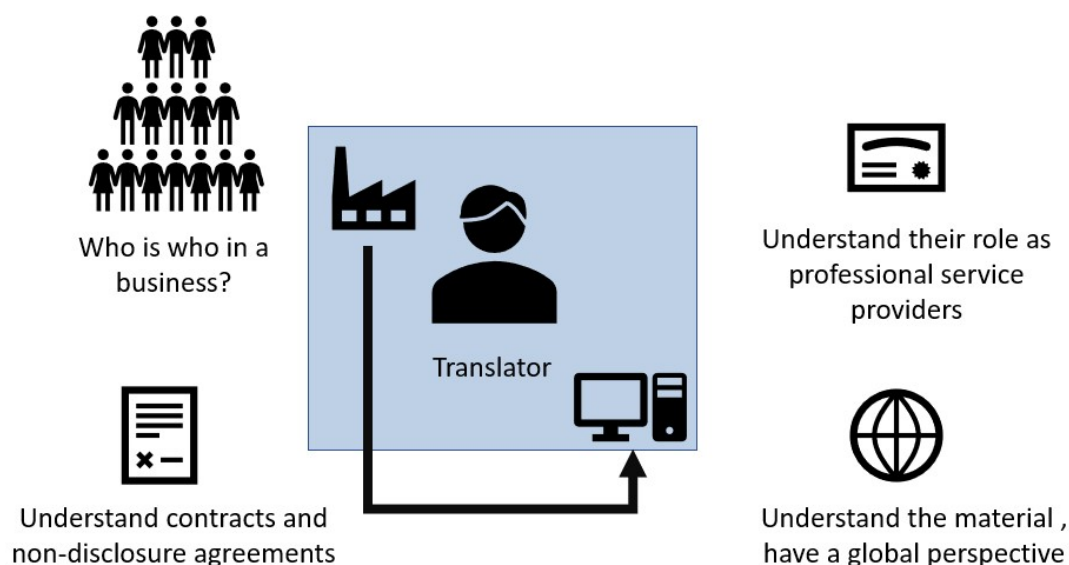 Who is who in a
business?
Translator
Understand their role as
professional service
providers
Understand contracts and
non-disclosure agreements
Understand the material ,
have a global perspective